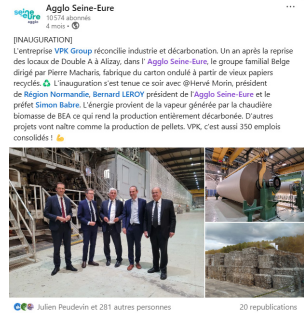 seine
eure
agglo
Agglo Seine-Eure
10 574 abonnés
4 mois •
[INAUGURATION]
L'entreprise VPK Group réconcilie industrie et décarbonation. Un an après la reprise
des locaux de Double A à Alizay, dans l' Agglo Seine-Eure, le groupe familial Belge
dirigé par Pierre Macharis, fabrique du carton ondulé à partir de vieux papiers
recyclés. ♻ L'inauguration s'est tenue ce soir avec @Hervé Morin, président
de Région Normandie, Bernard LEROY président de l'Agglo Seine-Eure et le
préfet Simon Babre. L'énergie provient de la vapeur générée par la chaudière
biomasse de BEA ce qui rend la production entièrement décarbonée. D'autres
projets vont naître comme la production de pellets. VPK, c'est aussi 350 emplois
consolidés ! 💪
Julien Peudevin et 281 autres personnes
20 republications